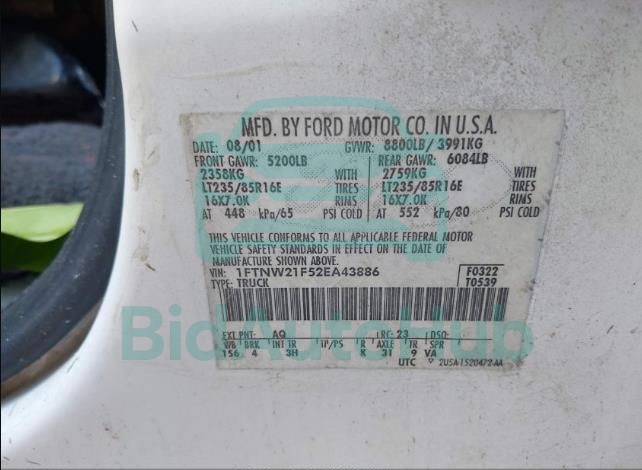 MFD. BY FORD MOTOR CO. IN U.S.A.
DATE: 08/01 GVWR: 8800LB/ 3991KG
FRONT GAWR: 5200LB REAR GAWR: 6084LB
2358KG WITH 2759KG WITH
LT235/85R16E TIRES LT235/85R16E TIRES
16X7.0K RIMS 16X7.0K RIMS
AT 448 kPa/65 PSI COLD AT 552 kPa/80 PSI COLD
THIS VEHICLE CONFORMS TO ALL APPLICABLE FEDERAL MOTOR
VEHICLE SAFETY STANDARDS IN EFFECT ON THE DATE OF
MANUFACTURE SHOWN ABOVE.
VIN: 1FTNW21F52EA43886 F0322
TYPE: TRUCK T0539
EXT PNT: AQ RC: 23 DSO:
WB BRK INT TR TP/PS R AXLE TR SPR
156 4 3H K 31 9 VA
UTC 2U5A-1520472-AA
BidAutoHub